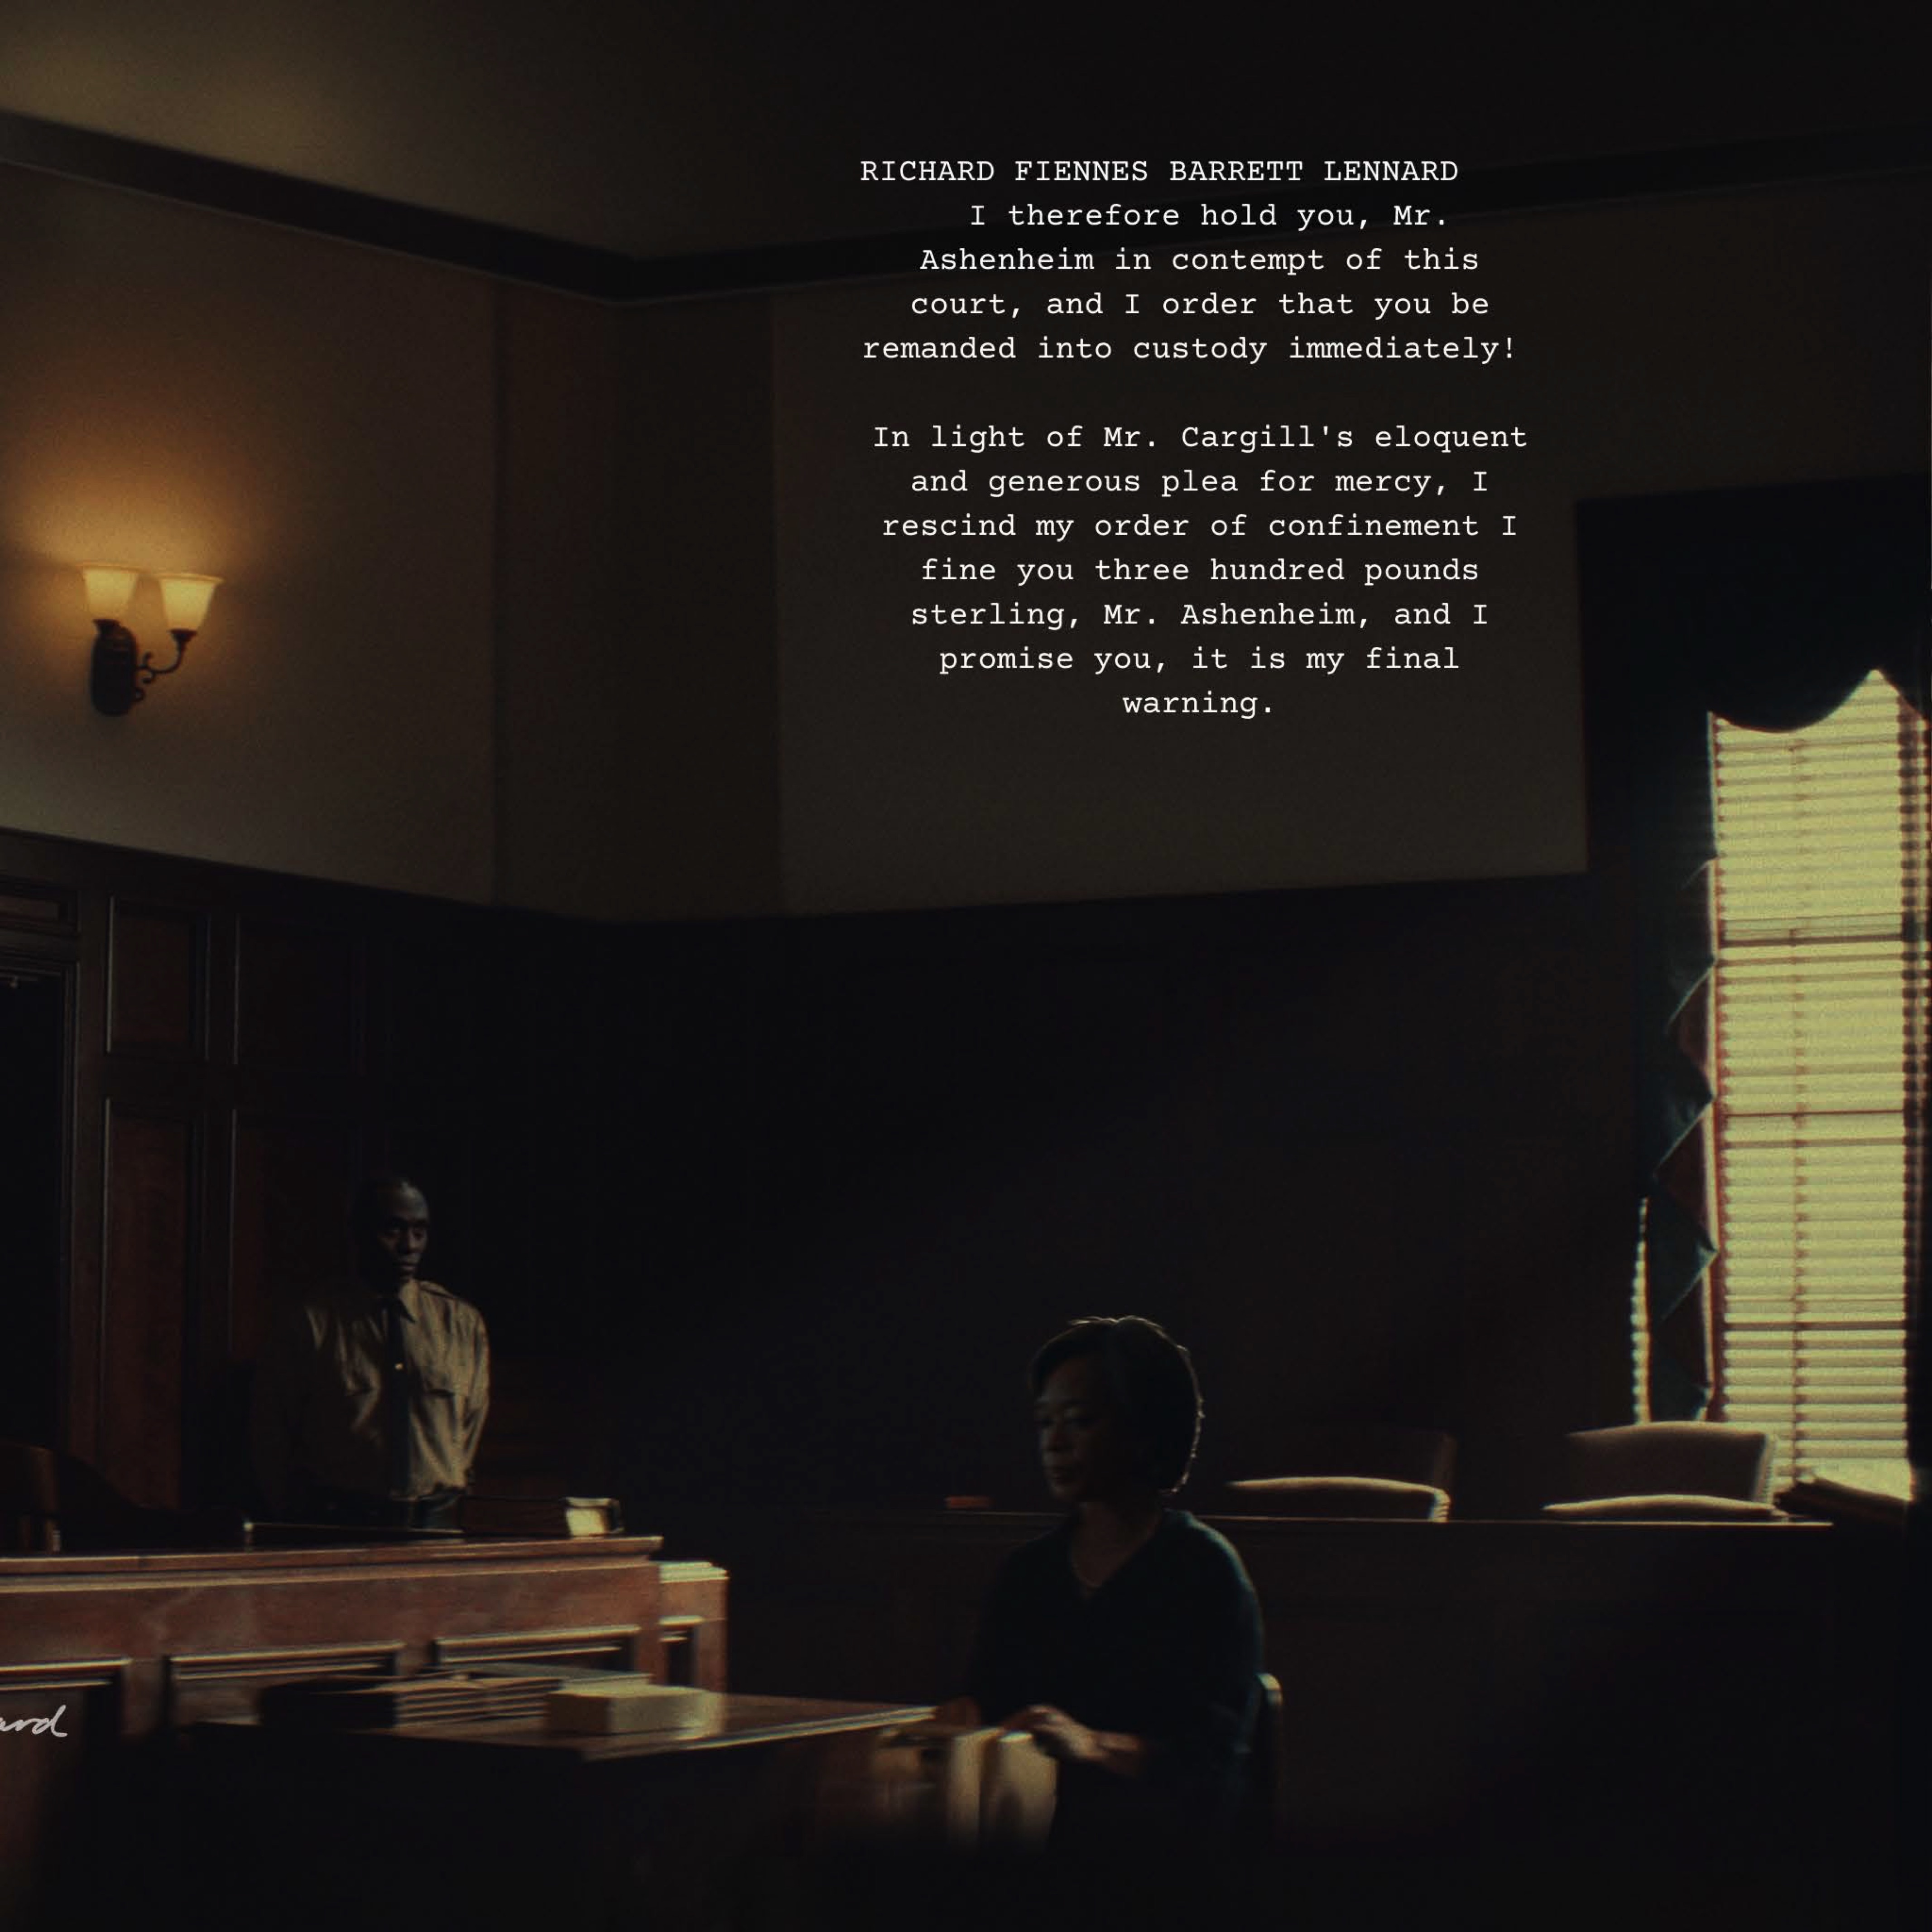 RICHARD FIENNES BARRETT LENNARD
I therefore hold you, Mr.
Ashenheim in contempt of this
court, and I order that you be
remanded into custody immediately!
In light of Mr. Cargill's eloquent
and generous plea for mercy, I
rescind my order of confinement I
fine you three hundred pounds
sterling, Mr. Ashenheim, and I
promise you, it is my final
warning.